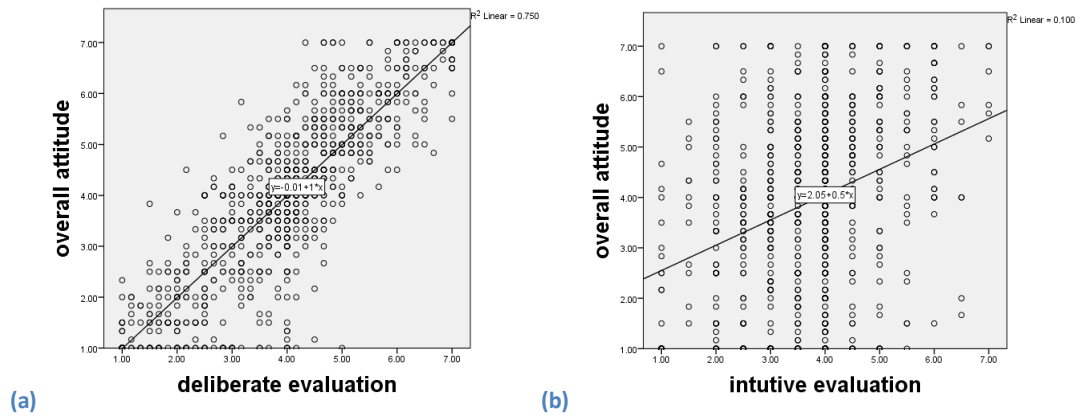 R² Linear = 0.750
7.00
6.00
5.00
4.00
3.00
2.00
1.00
overall attitude
y=-0.01+1*x
1.00 2.00 3.00 4.00 5.00 6.00 7.00
deliberate evaluation
(a)
R² Linear = 0.100
7.00
6.00
5.00
4.00
3.00
2.00
1.00
overall attitude
y=2.05+0.5*x
1.00 2.00 3.00 4.00 5.00 6.00 7.00
intutive evaluation
(b)